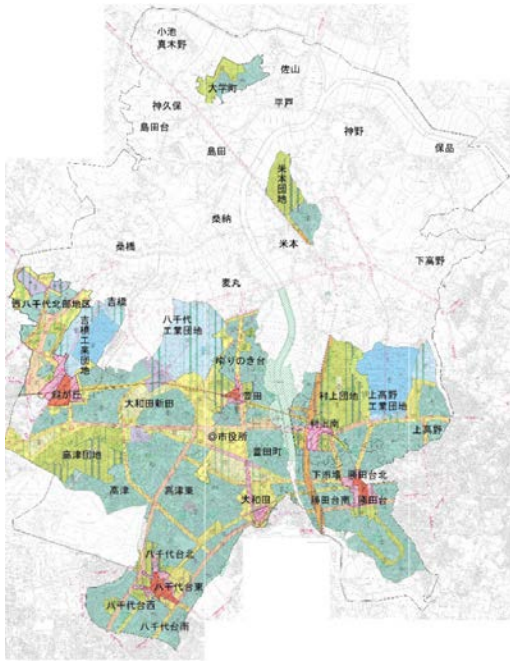 小池
真木野
佐山
大学町
平戸
神久保
島田台
神野
保品
島田
米本団地
桑納
米本
桑橋
下高野
麦丸
西八千代北部地区
吉橋
吉橋工業団地
八千代
工業団地
ゆりのき台
村上団地
上高野
工業団地
緑が丘
大和田新田
萱田
村上南
上高野
◎市役所
萱田町
高津団地
下市場
勝田台北
高津
高津東
大和田
勝田台南
勝田台
八千代台北
八千代台東
八千代台西
八千代台南